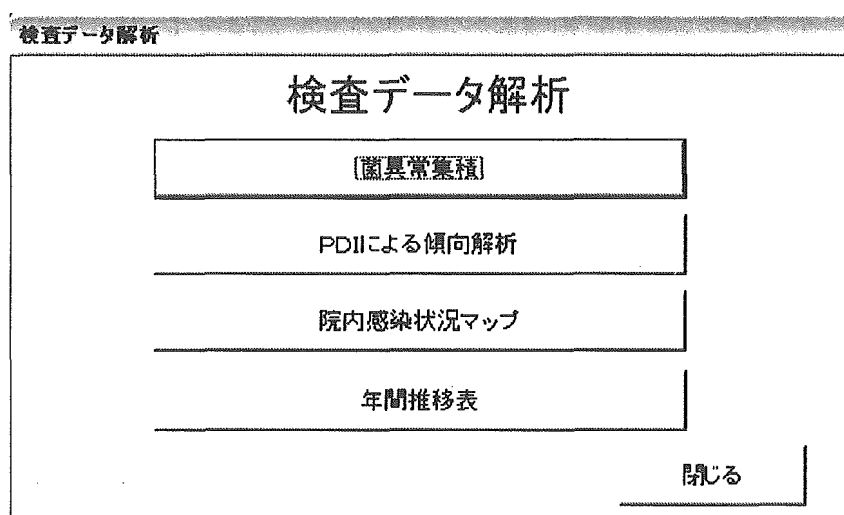 検査データ解析
検査データ解析
菌異常集積
PDIによる傾向解析
院内感染状況マップ
年間推移表
閉じる